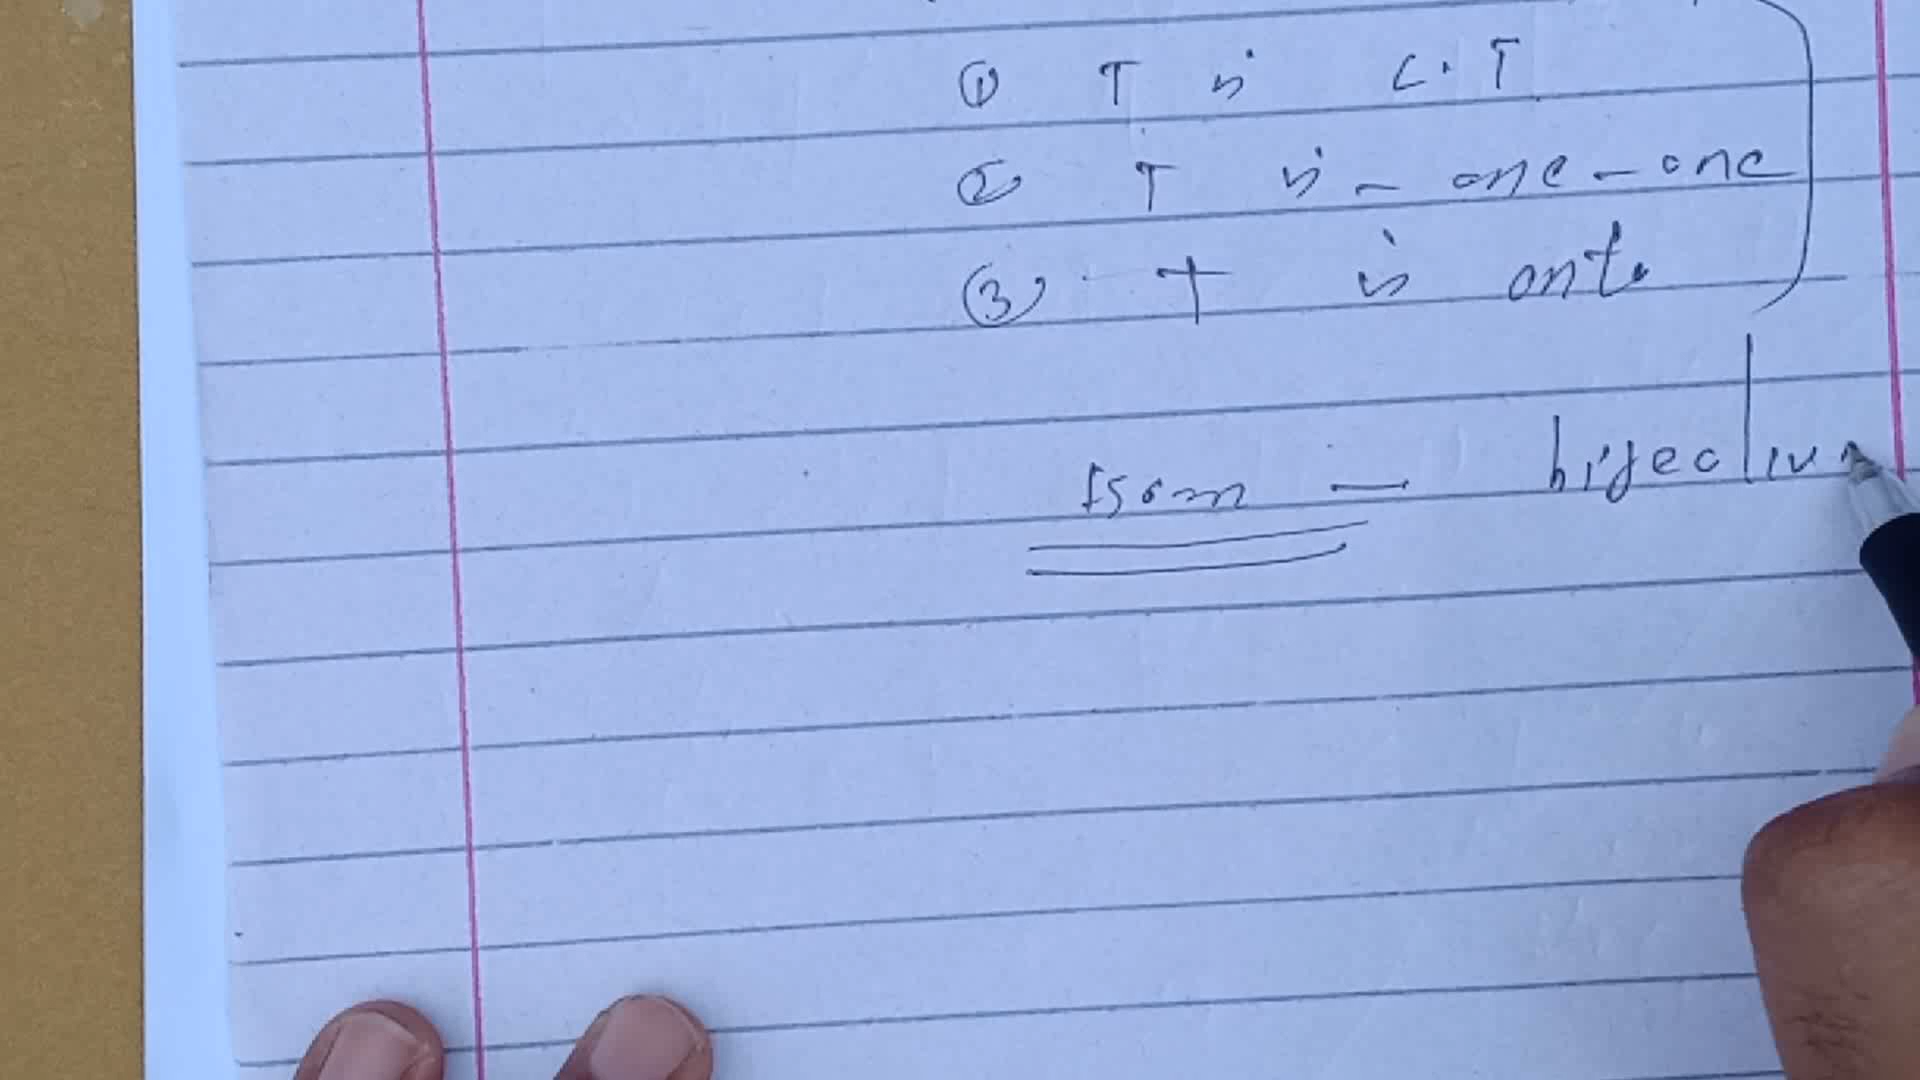 ① T is L.T
② T is - one-one
③ T is onto
Isom — bijective